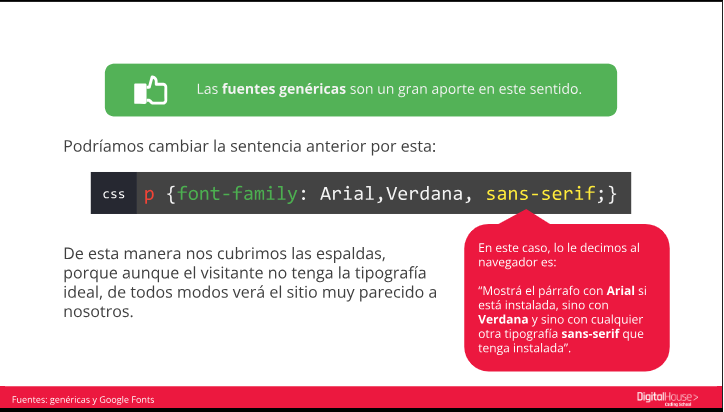 Las fuentes genéricas son un gran aporte en este sentido.
Podríamos cambiar la sentencia anterior por esta:
css p {font-family: Arial,Verdana, sans-serif;}
De esta manera nos cubrimos las espaldas,
porque aunque el visitante no tenga la tipografía
ideal, de todos modos verá el sitio muy parecido a
nosotros.
En este caso, lo le decimos al
navegador es:
“Mostrá el párrafo con Arial si
está instalada, sino con
Verdana y sino con cualquier
otra tipografía sans-serif que
tenga instalada”.
Fuentes: genéricas y Google Fonts
DigitalHouse>
Coding School